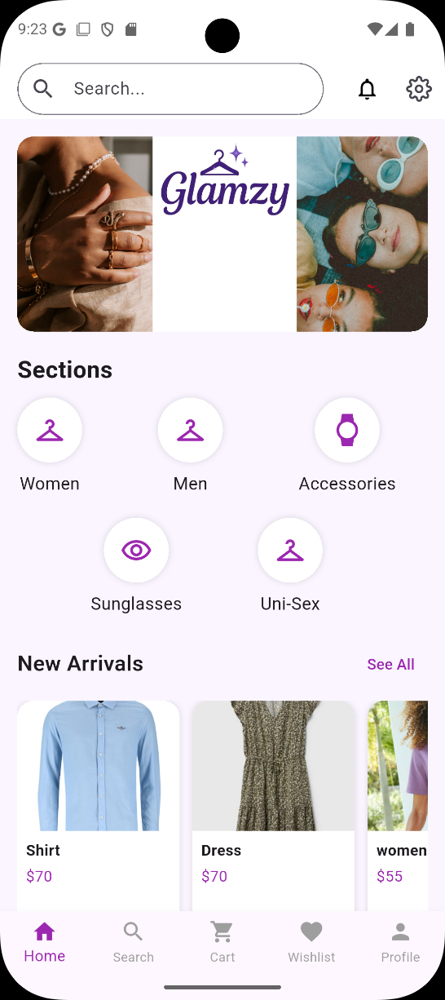 9:23
Search...
Glamzy
Sections
Women
Men
Accessories
Sunglasses
Uni-Sex
New Arrivals
See All
Shirt
$70
Dress
$70
women
$55
Home
Search
Cart
Wishlist
Profile